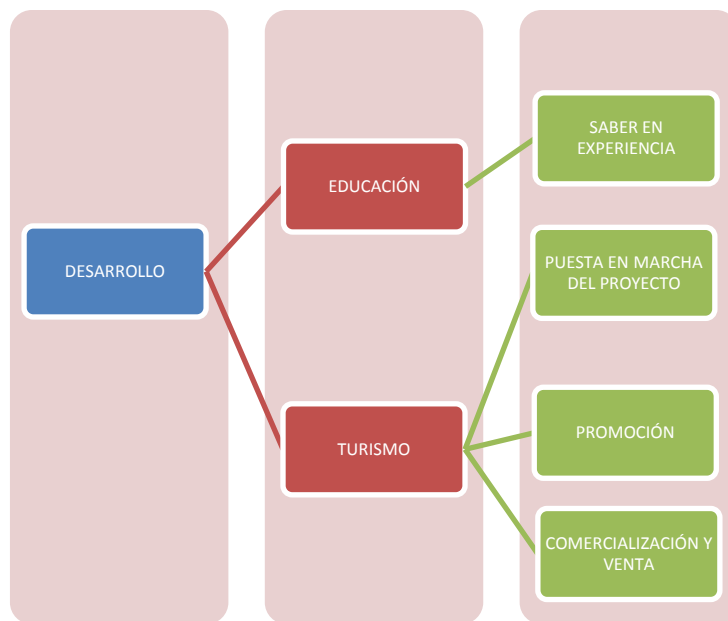 DESARROLLO
EDUCACIÓN
TURISMO
SABER EN
EXPERIENCIA
PUESTA EN MARCHA
DEL PROYECTO
PROMOCIÓN
COMERCIALIZACIÓN Y
VENTA